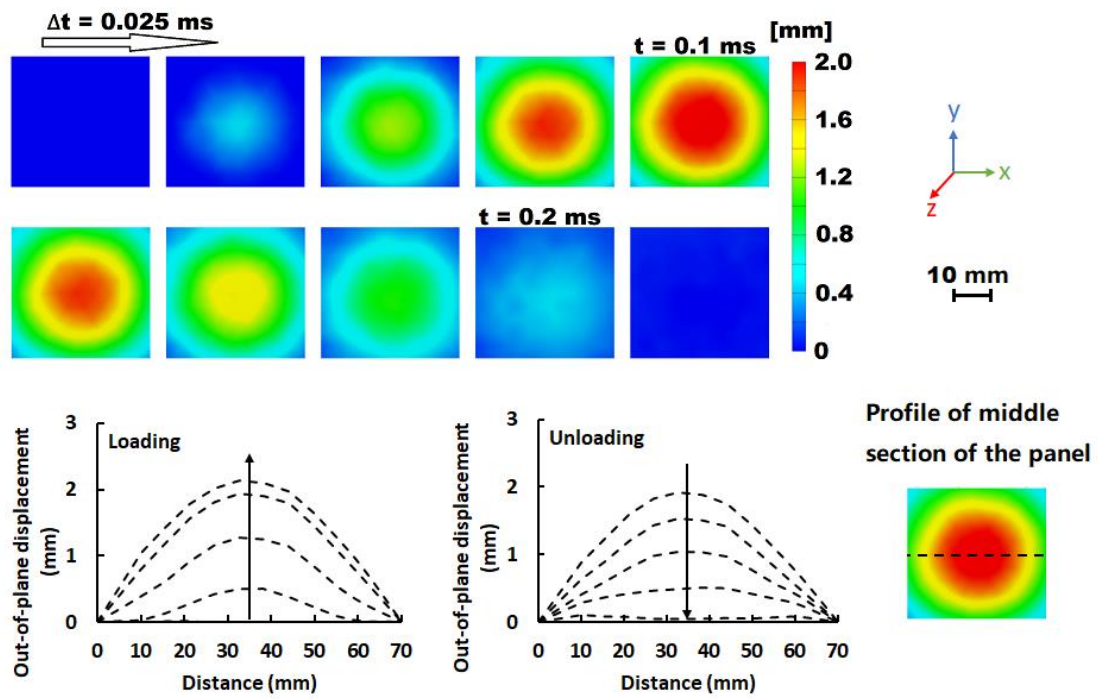 Δt = 0.025 ms
t = 0.1 ms
[mm]
2.0
1.6
1.2
0.8
0.4
0
y
x
z
10 mm
t = 0.2 ms
Out-of-plane displacement
(mm)
3
2
1
0
Loading
0 10 20 30 40 50 60 70
Distance (mm)
Out-of-plane displacement
(mm)
3
2
1
0
Unloading
0 10 20 30 40 50 60 70
Distance (mm)
Profile of middle
section of the panel